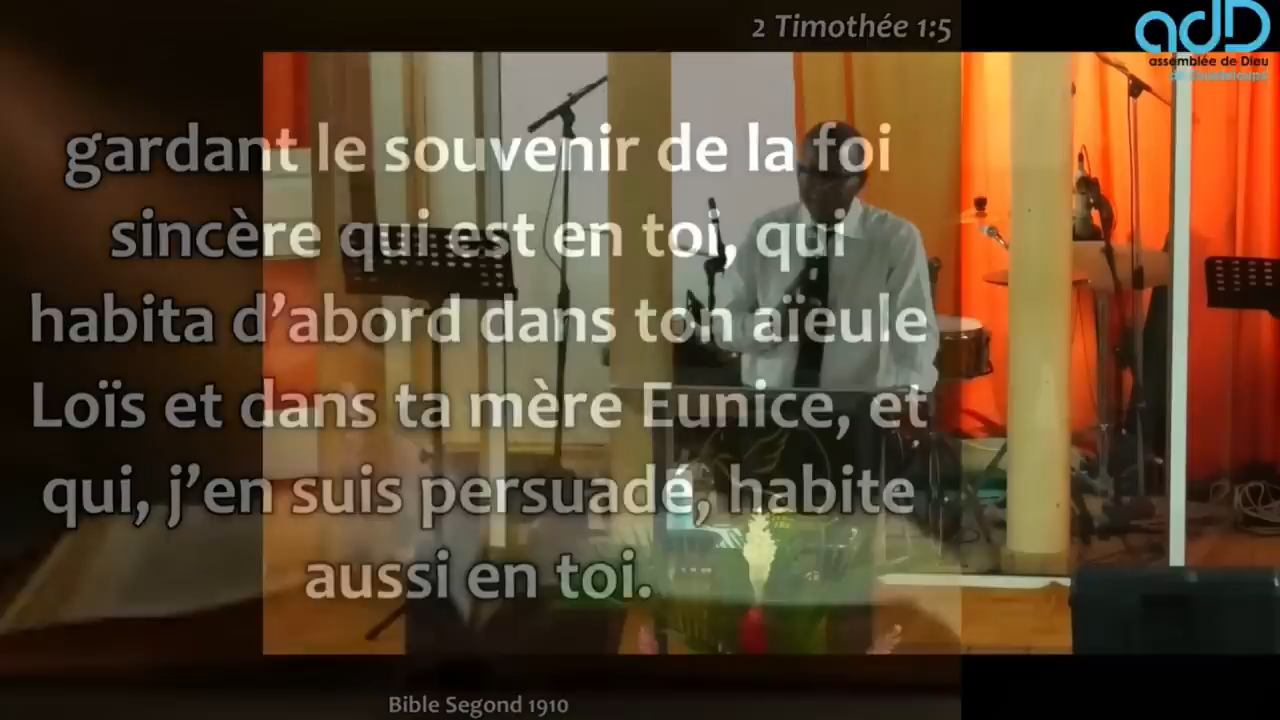 2 Timothée 1:5
adD
assemblée de Dieu
de Guadeloupe
gardant le souvenir de la foi
sincère qui est en toi, qui
habita d’abord dans ton aïeule
Loïs et dans ta mère Eunice, et
qui, j’en suis persuadé, habite
aussi en toi.
Bible Segond 1910